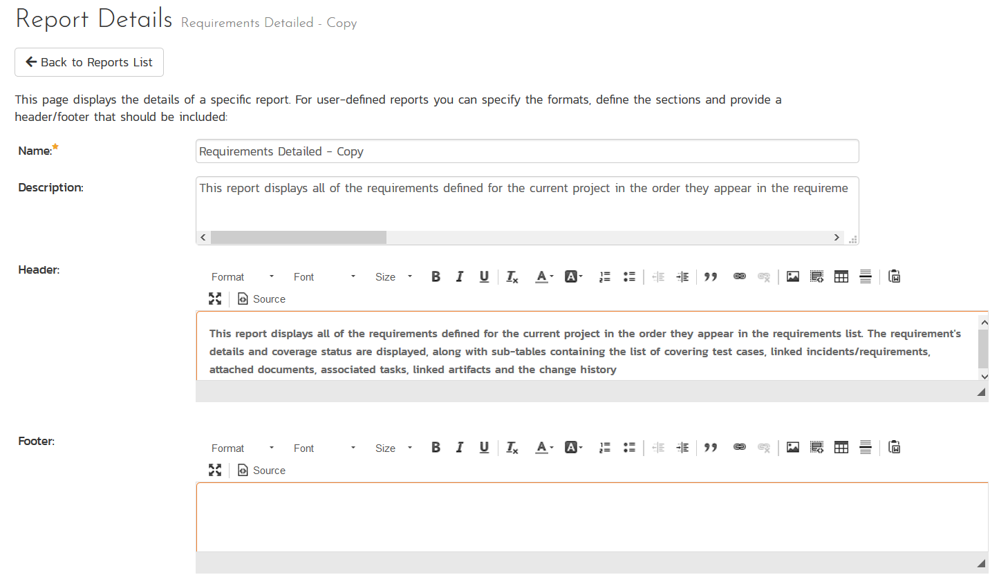 Report Details Requirements Detailed - Copy
Back to Reports List
This page displays the details of a specific report. For user-defined reports you can specify the formats, define the sections and provide a
header/footer that should be included:
Name:
Requirements Detailed - Copy
Description:
This report displays all of the requirements defined for the current project in the order they appear in the requireme
Header:
Format Font Size B I U
Source
This report displays all of the requirements defined for the current project in the order they appear in the requirements list. The requirement's
details and coverage status are displayed, along with sub-tables containing the list of covering test cases, linked incidents/requirements,
attached documents, associated tasks, linked artifacts and the change history
Footer:
Format Font Size B I U
Source